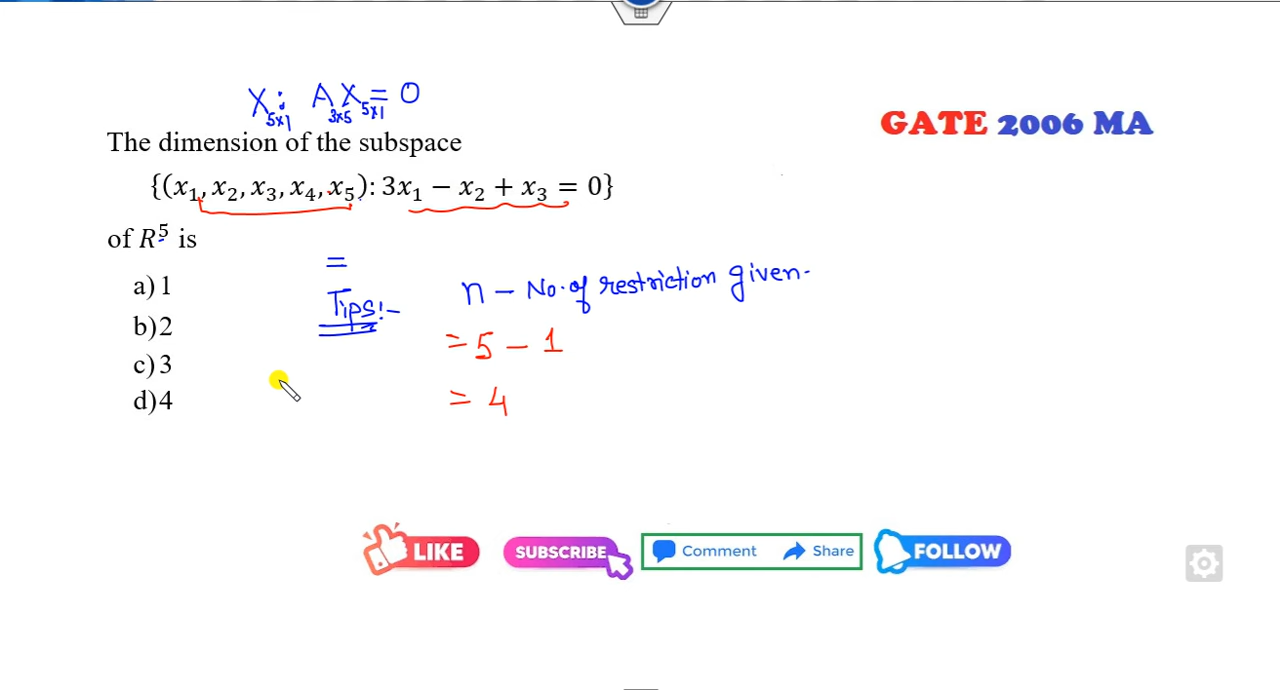 X: AX = 0
5x1 3x5 5x1
GATE 2006 MA
The dimension of the subspace
{(x₁, x₂, x₃, x₄, x₅): 3x₁ − x₂ + x₃ = 0}
of R⁵ is
=
a) 1
Tips:-
n - No. of restriction given.
b) 2
= 5 - 1
c) 3
d) 4
= 4
LIKE
SUBSCRIBE
Comment
Share
FOLLOW